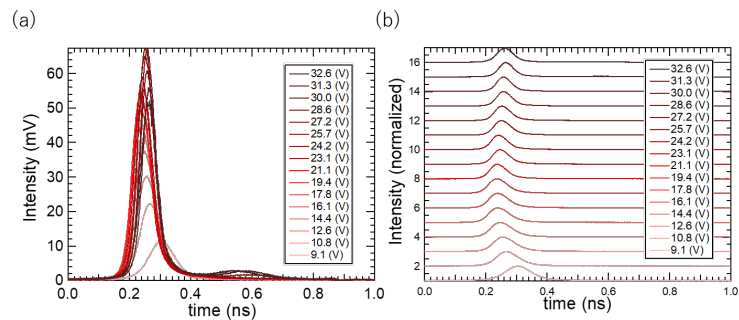 (a)
(b)
60
50
40
30
20
10
0
Intensity (mV)
0.0
0.2
0.4
0.6
0.8
1.0
time (ns)
32.6 (V)
31.3 (V)
30.0 (V)
28.6 (V)
27.2 (V)
25.7 (V)
24.2 (V)
23.1 (V)
21.1 (V)
19.4 (V)
17.8 (V)
16.1 (V)
14.4 (V)
12.6 (V)
10.8 (V)
9.1 (V)
16
14
12
10
8
6
4
2
Intensity (normalized)
0.0
0.2
0.4
0.6
0.8
1.0
time (ns)
32.6 (V)
31.3 (V)
30.0 (V)
28.6 (V)
27.2 (V)
25.7 (V)
24.2 (V)
23.1 (V)
21.1 (V)
19.4 (V)
17.8 (V)
16.1 (V)
14.4 (V)
12.6 (V)
10.8 (V)
9.1 (V)